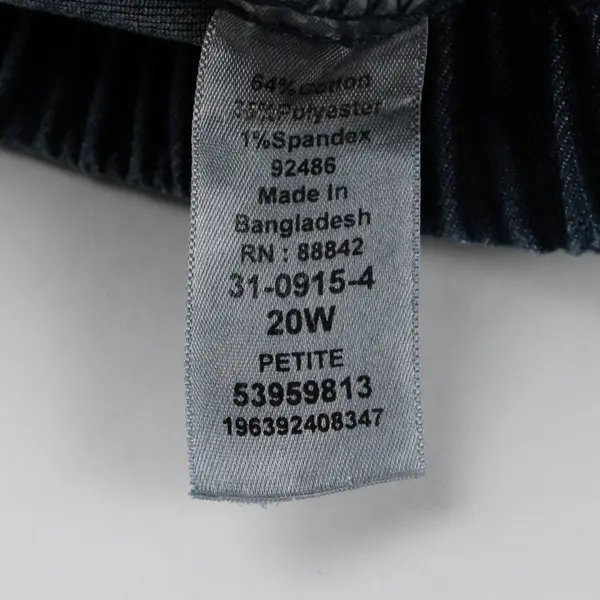 64%Cotton
35%Polyester
1%Spandex
92486
Made In
Bangladesh
RN : 88842
31-0915-4
20W
PETITE
53959813
196392408347